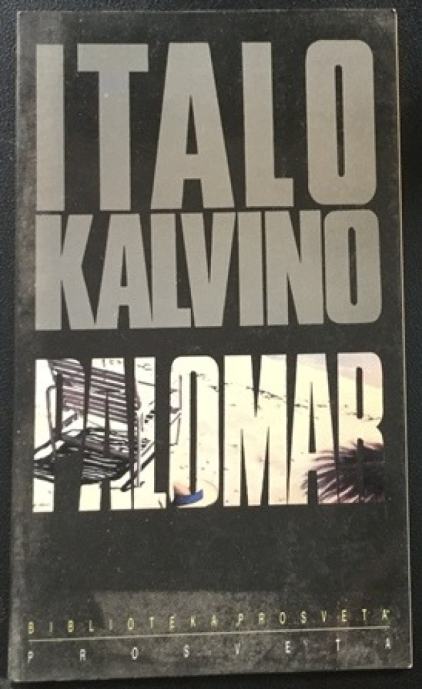 ITALO
KALVINO
PALOMAR
BIBLIOTEKA PROSVETA
PROSVETA